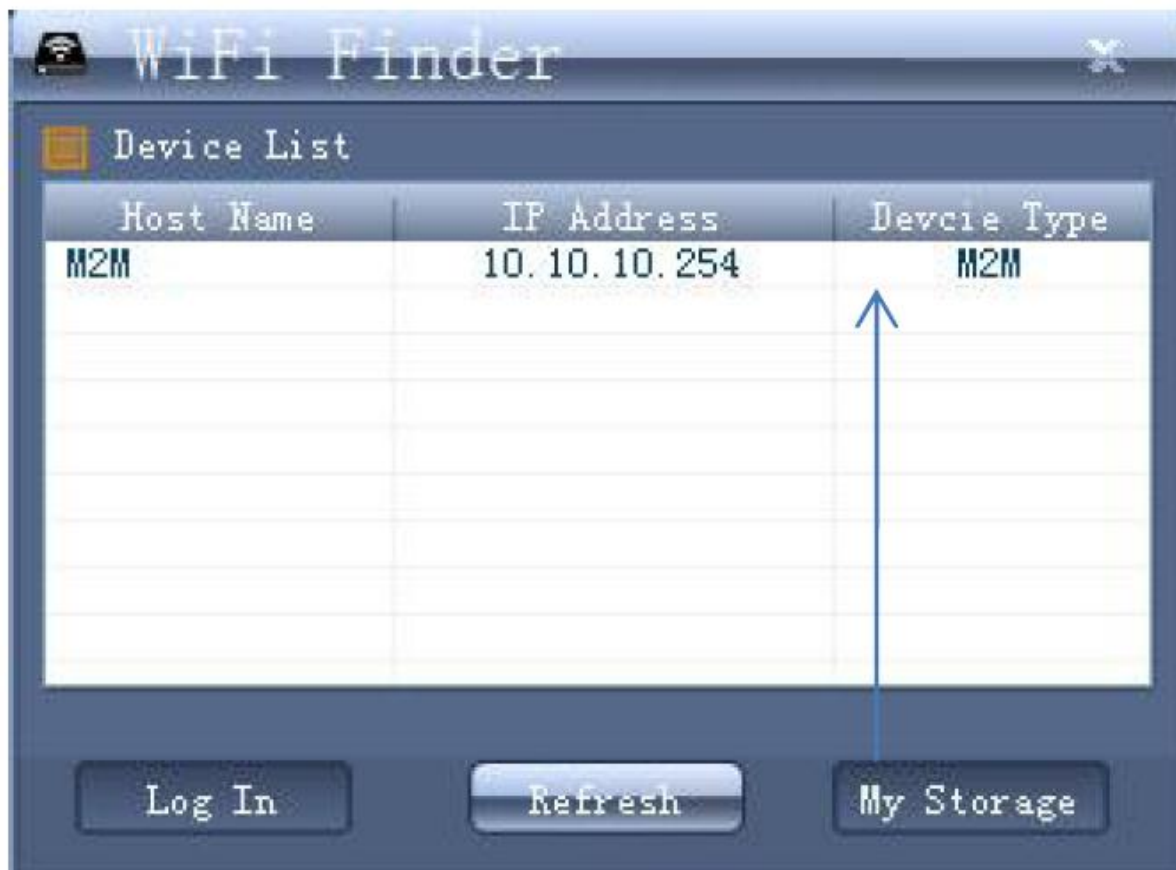 WiFi Finder
Device List
Host Name IP Address Devcie Type
M2M 10.10.10.254 M2M
Log In Refresh My Storage